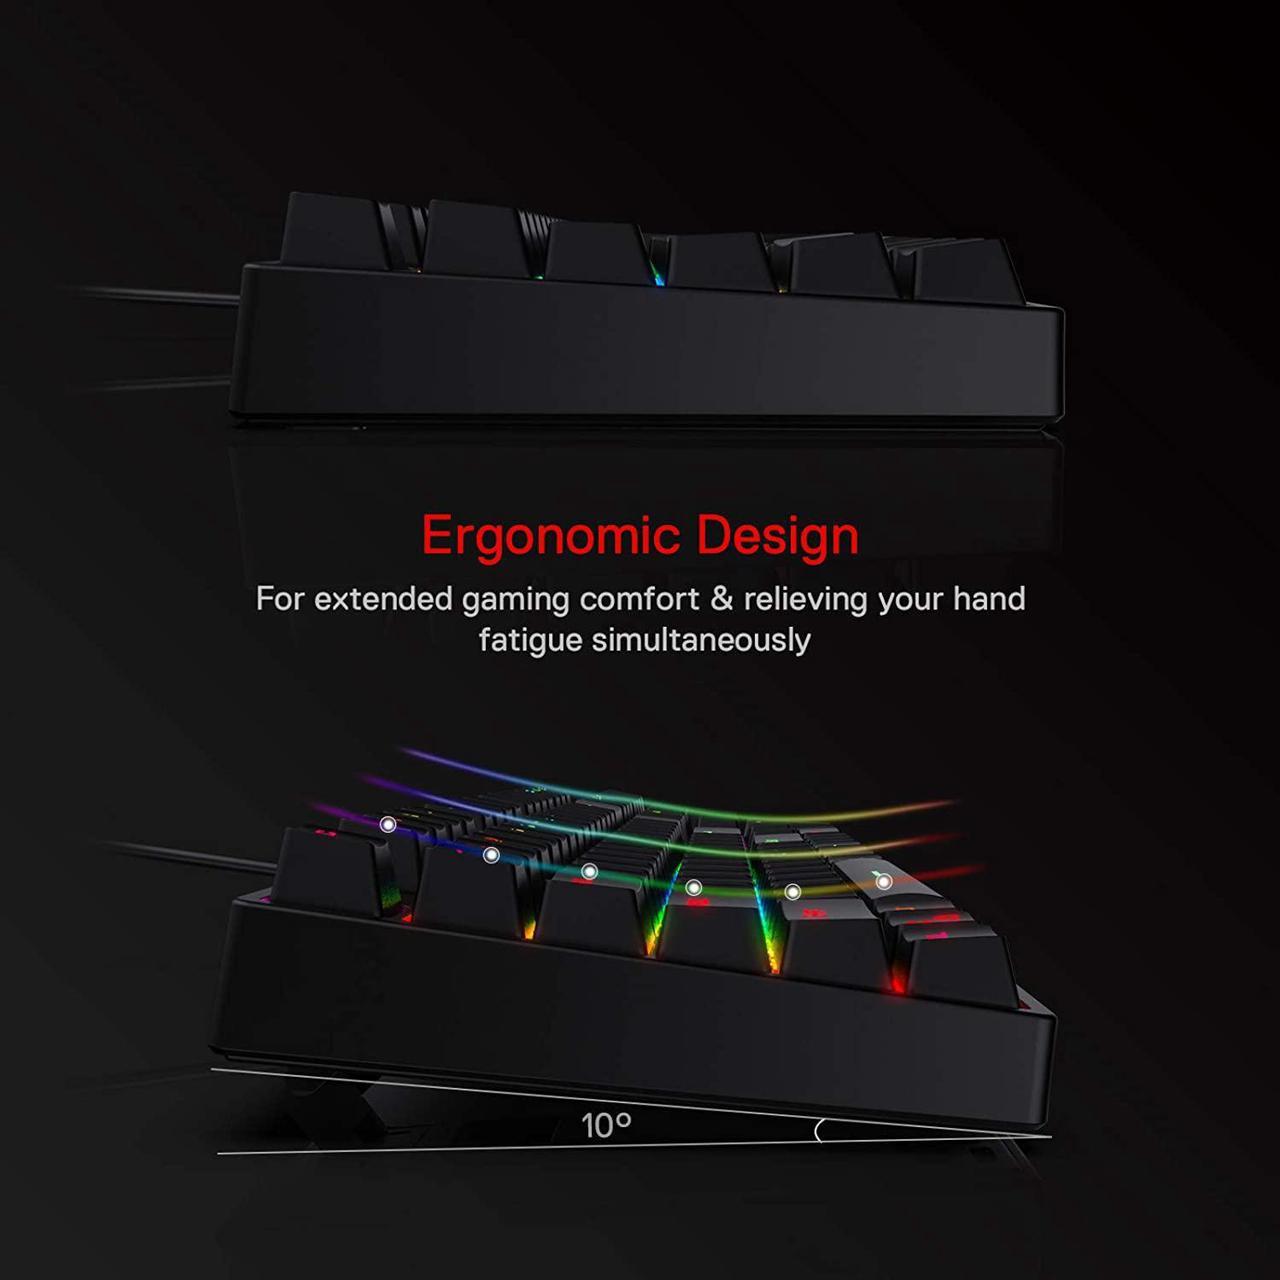 Ergonomic Design
For extended gaming comfort & relieving your hand
fatigue simultaneously
10°